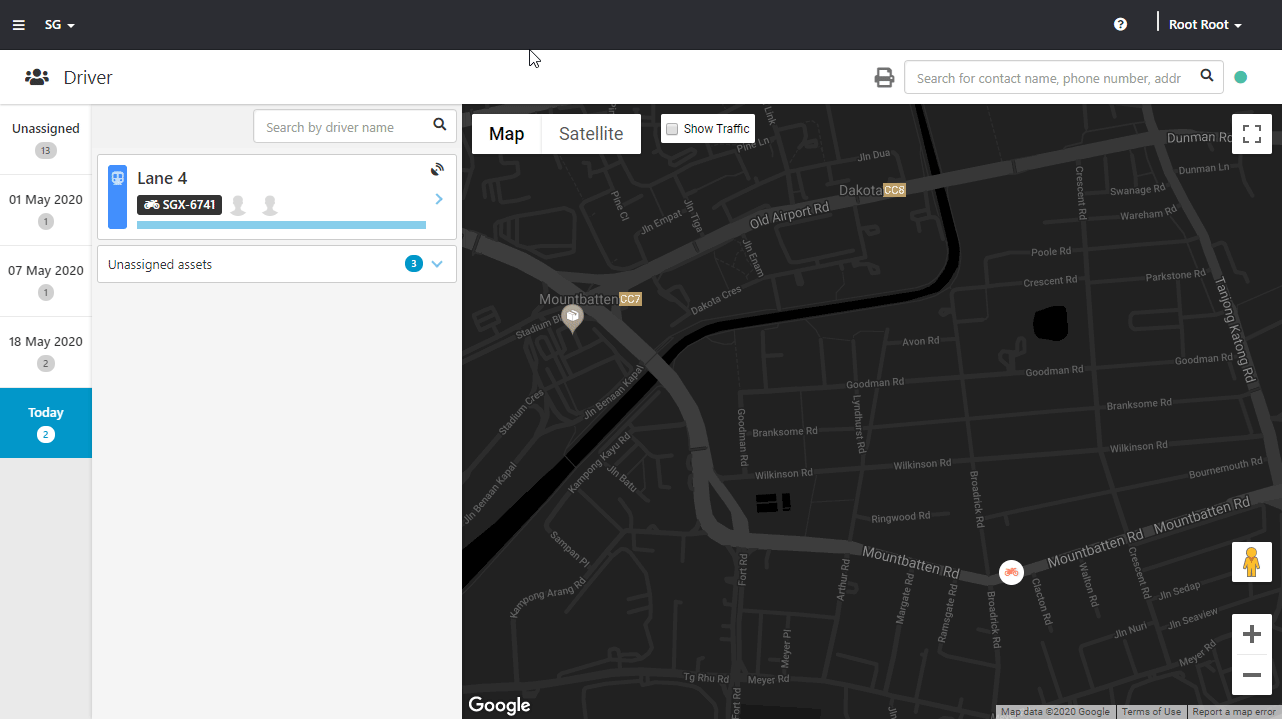 SG
Root Root
Driver
Search for contact name, phone number, addr
Unassigned
13
01 May 2020
1
07 May 2020
1
18 May 2020
2
Today
2
Search by driver name
Lane 4
SGX-6741
Unassigned assets
3
Map
Satellite
Show Traffic
Link
Pine Ln
Jln Dua
Dunman Rd
Dunman Ln
Crescent Rd
Swanage Rd
Wareham Rd
Dakota
CC8
Pine Cl
Jln Empat
Jln Tiga
Old Airport Rd
Jln Enam
Poole Rd
Crescent Rd
Parkstone Rd
Tanjong Katong Rd
Dakota Cres
Mountbatten
CC7
Avon Rd
Goodman Rd
Goodman Rd
Goodman Rd
Stadium Cres
Jln Benaan Kapal
Lyndhurst Rd
Goodman Rd
Branksome Rd
Branksome Rd
Kampong Kayu Rd
Jln Batu
Jln Benaan Kapal
Wilkinson Rd
Wilkinson Rd
Wilkinson Rd
Bournemouth Rd
Broadrick Rd
Ringwood Rd
Mountbatten Rd
Mountbatten Rd
Mountbatten Rd
Sampan Pl
Kampong Arang Rd
Fort Rd
Arthur Rd
Margate Rd
Ramsgate Rd
Broadrick Rd
Clacton Rd
Walton Rd
Crescent Rd
Jln Sedap
Jln Seaview
Jln Nuri
Meyer Rd
Meyer Pl
Tg Rhu Rd
Meyer Rd
Fort Rd
Google
Map data ©2020 Google
Terms of Use
Report a map error